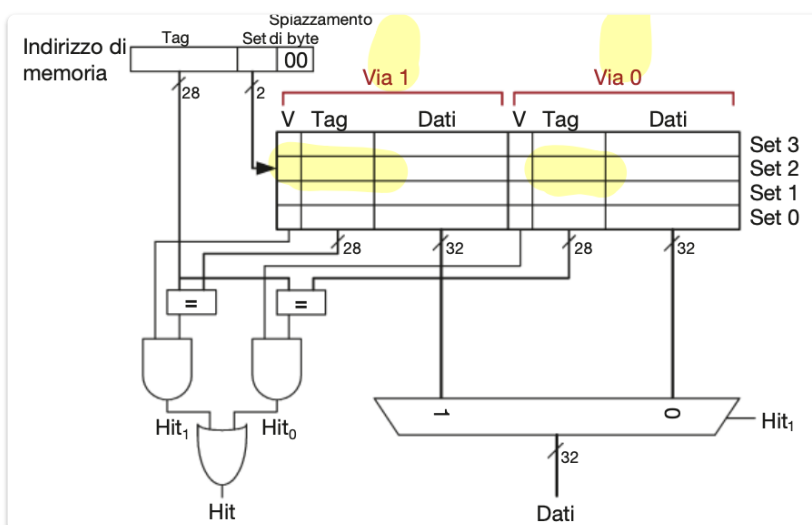 Spiazzamento
Tag Set di byte
Indirizzo di
memoria
00
28 2
Via 1 Via 0
V Tag Dati V Tag Dati
Set 3
Set 2
Set 1
Set 0
28 32 28 32
= =
1 0
Hit1 Hit0 Hit1
32
Hit Dati